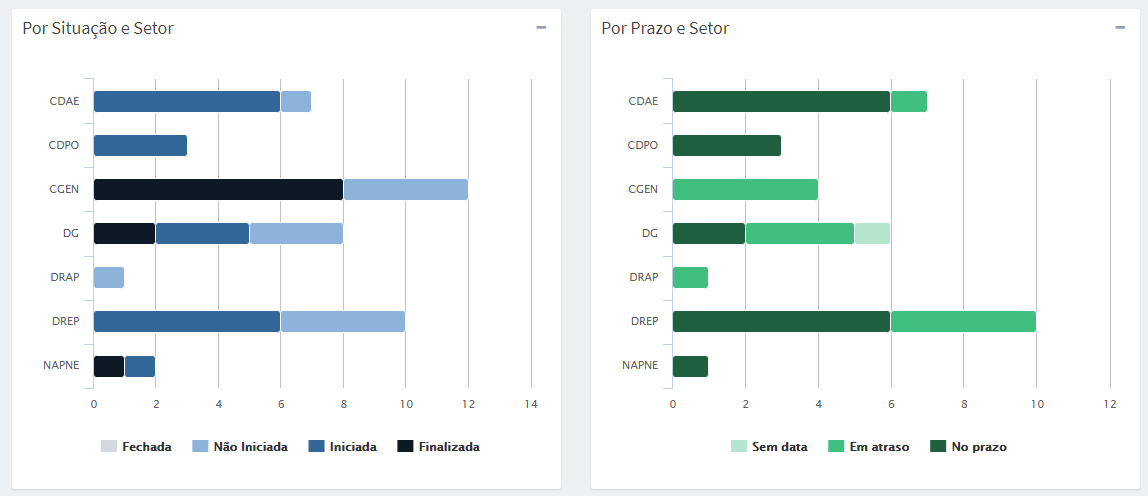 Por Situação e Setor
CDAE
CDPO
CGEN
DG
DRAP
DREP
NAPNE
0 2 4 6 8 10 12 14
Fechada Não Iniciada Iniciada Finalizada
Por Prazo e Setor
CDAE
CDPO
CGEN
DG
DRAP
DREP
NAPNE
0 2 4 6 8 10 12
Sem data Em atraso No prazo